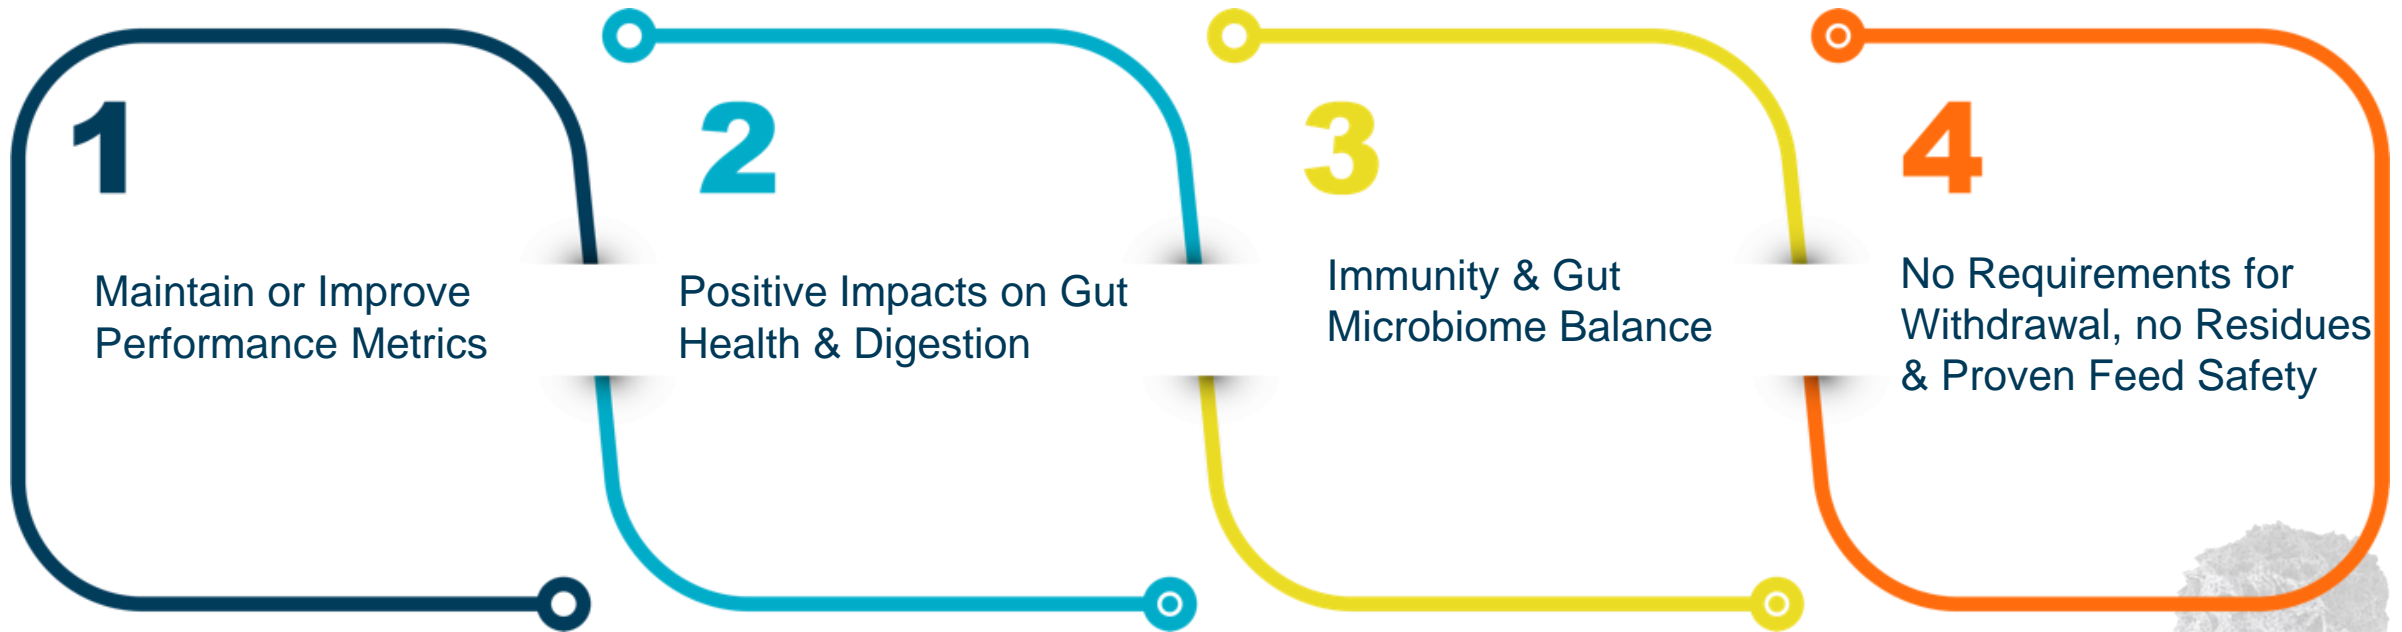 1
Maintain or Improve
Performance Metrics
2
Positive Impacts on Gut
Health & Digestion
3
Immunity & Gut
Microbiome Balance
4
No Requirements for
Withdrawal, no Residues
& Proven Feed Safety